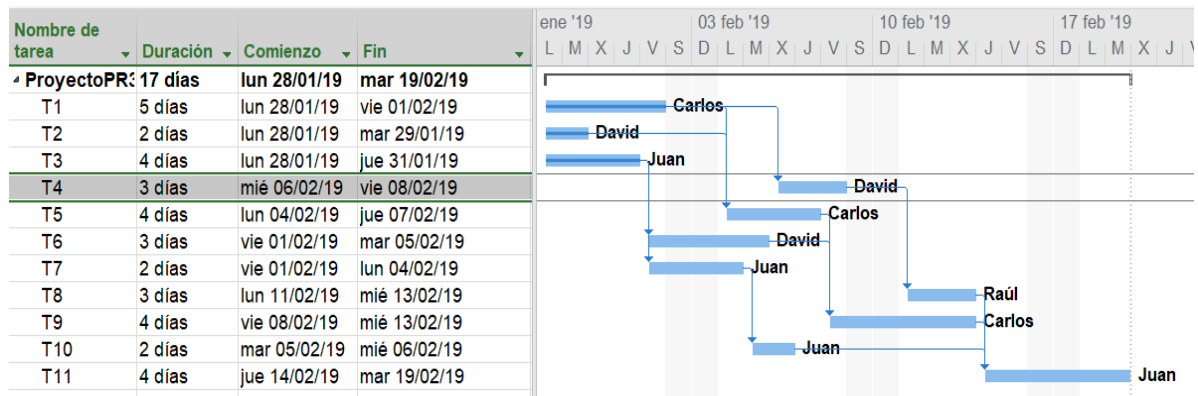 Nombre de tarea Duración Comienzo Fin
ene '19 03 feb '19 10 feb '19 17 feb '19
L M X J V S D L M X J V S D L M X J V S D L M X J V
ProyectoPR3 17 días lun 28/01/19 mar 19/02/19
T1 5 días lun 28/01/19 vie 01/02/19 Carlos
T2 2 días lun 28/01/19 mar 29/01/19 David
T3 4 días lun 28/01/19 jue 31/01/19 Juan
T4 3 días mié 06/02/19 vie 08/02/19 David
T5 4 días lun 04/02/19 jue 07/02/19 Carlos
T6 3 días vie 01/02/19 mar 05/02/19 David
T7 2 días vie 01/02/19 lun 04/02/19 Juan
T8 3 días lun 11/02/19 mié 13/02/19 Raúl
T9 4 días vie 08/02/19 mié 13/02/19 Carlos
T10 2 días mar 05/02/19 mié 06/02/19 Juan
T11 4 días jue 14/02/19 mar 19/02/19 Juan